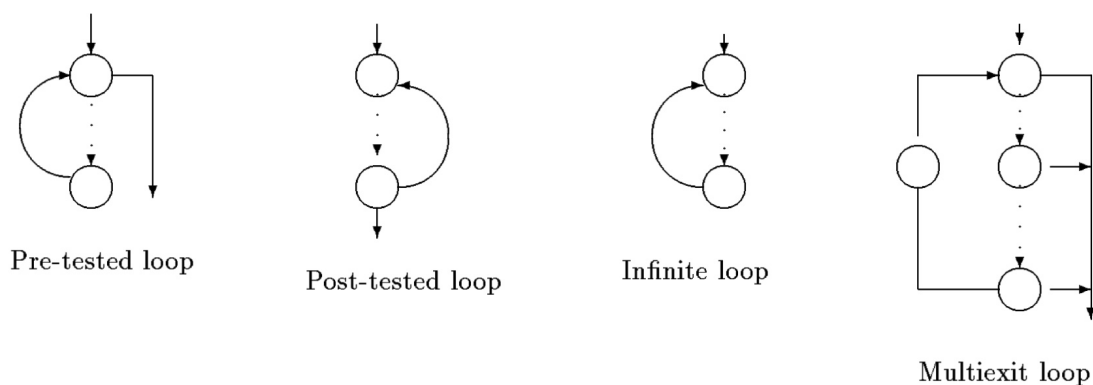 Pre-tested loop
Post-tested loop
Infinite loop
Multiexit loop